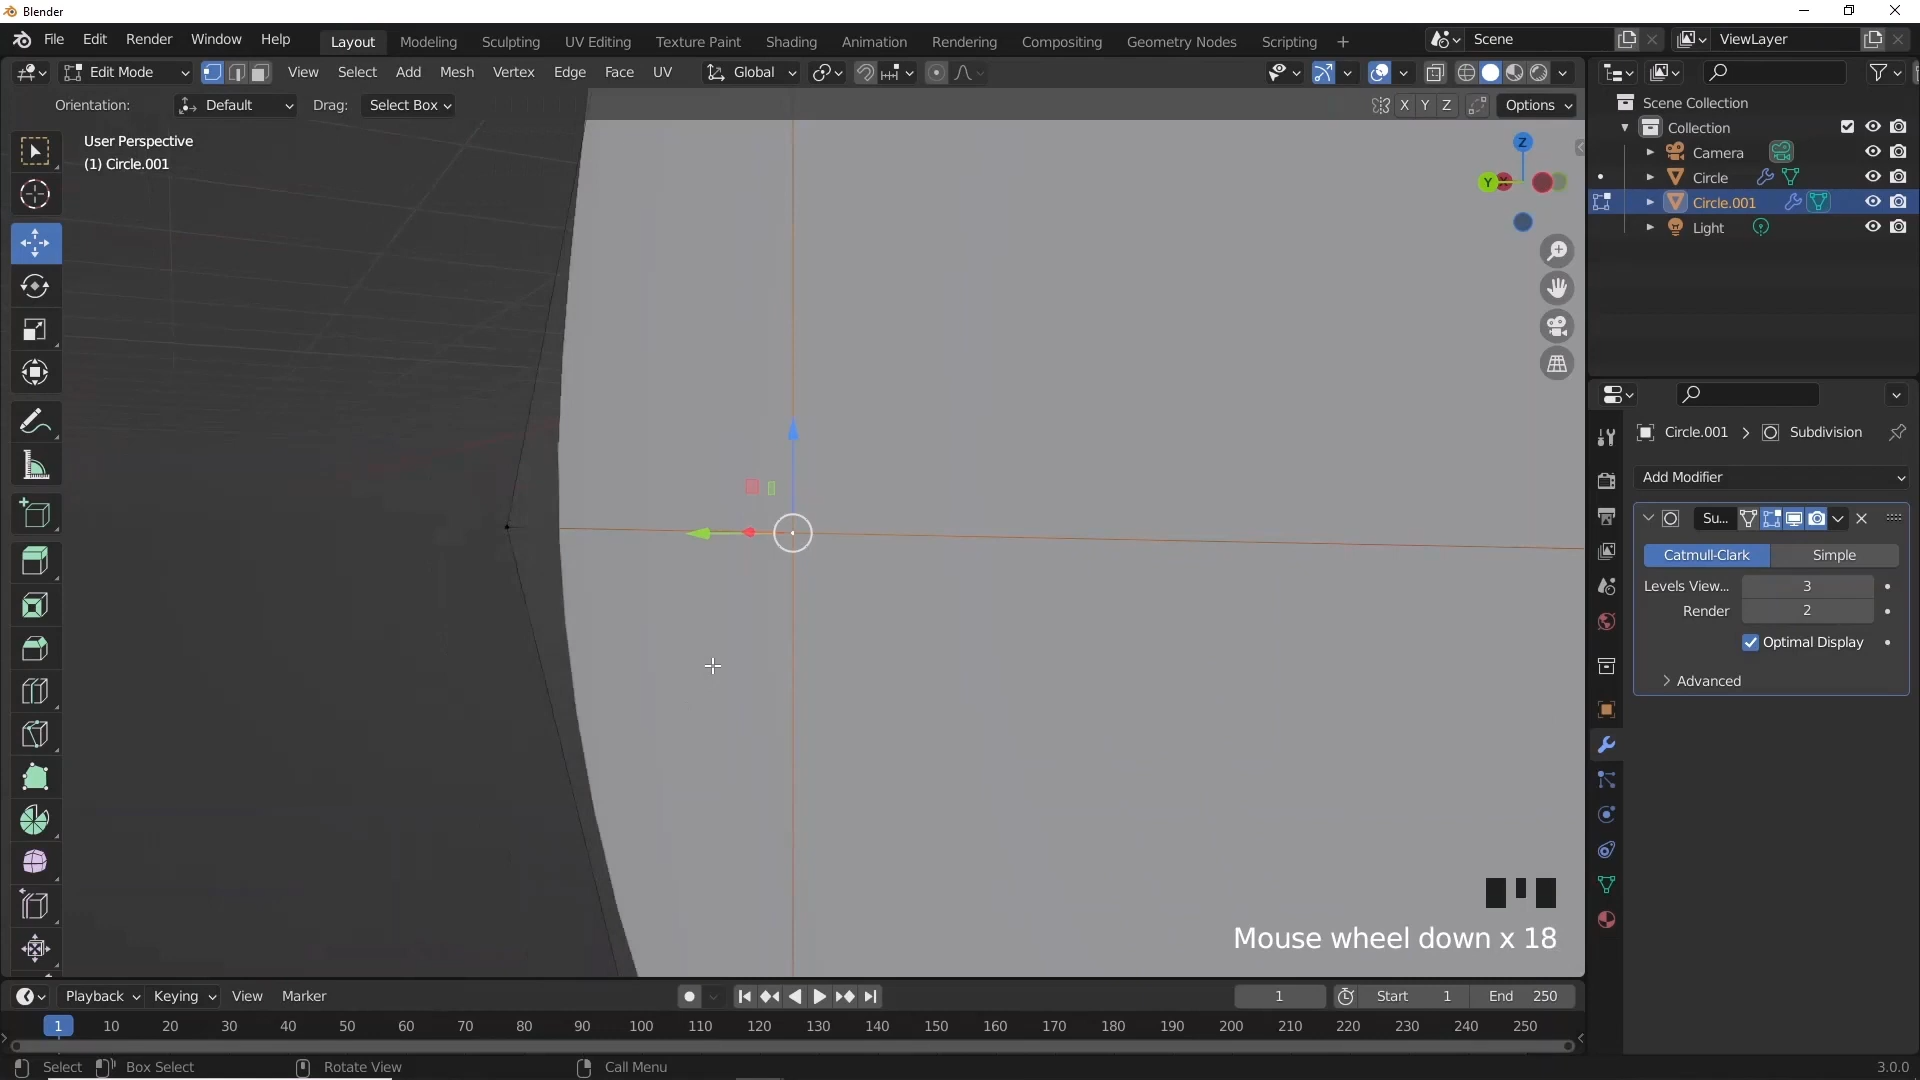 Blender
File Edit Render Window Help Layout Modeling Sculpting UV Editing Texture Paint Shading Animation Rendering Compositing Geometry Nodes Scripting + Scene ViewLayer
Edit Mode View Select Add Mesh Vertex Edge Face UV Global
Orientation: Default Drag: Select Box X Y Z Options
User Perspective
(1) Circle.001
Z
Y
Scene Collection
Collection
Camera
Circle
Circle.001
Light
Circle.001 > Subdivision
Add Modifier
Su...
Catmull-Clark Simple
Levels View... 3
Render 2
Optimal Display
Advanced
Mouse wheel down x 18
Playback Keying View Marker 1 Start 1 End 250
1 10 20 30 40 50 60 70 80 90 100 110 120 130 140 150 160 170 180 190 200 210 220 230 240 250
Select Box Select Rotate View Call Menu 3.0.0